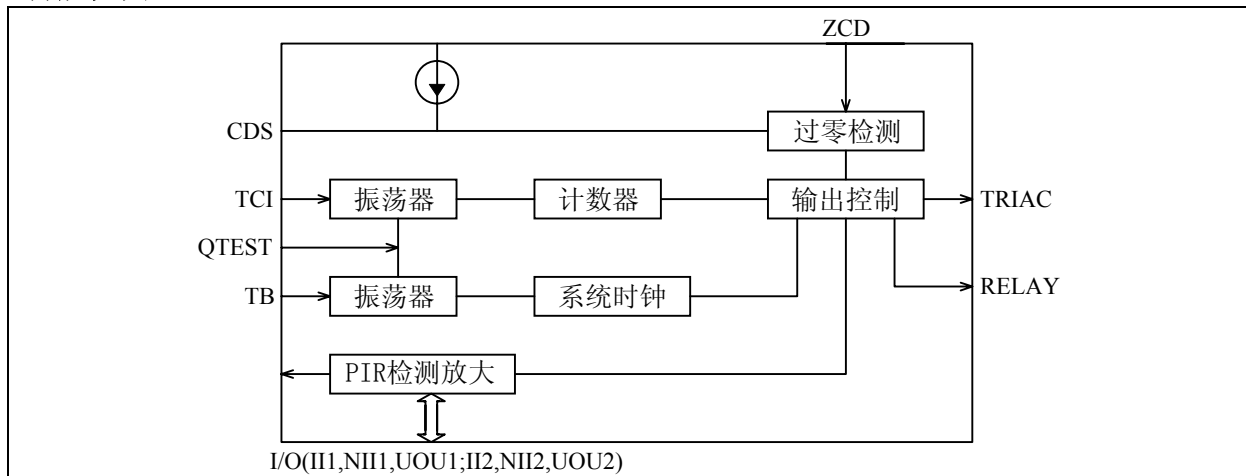 ZCD
CDS
过零检测
TCI
振荡器
计数器
输出控制
TRIAC
QTEST
TB
振荡器
系统时钟
RELAY
PIR检测放大
I/O(II1,NII1,UOU1;II2,NII2,UOU2)